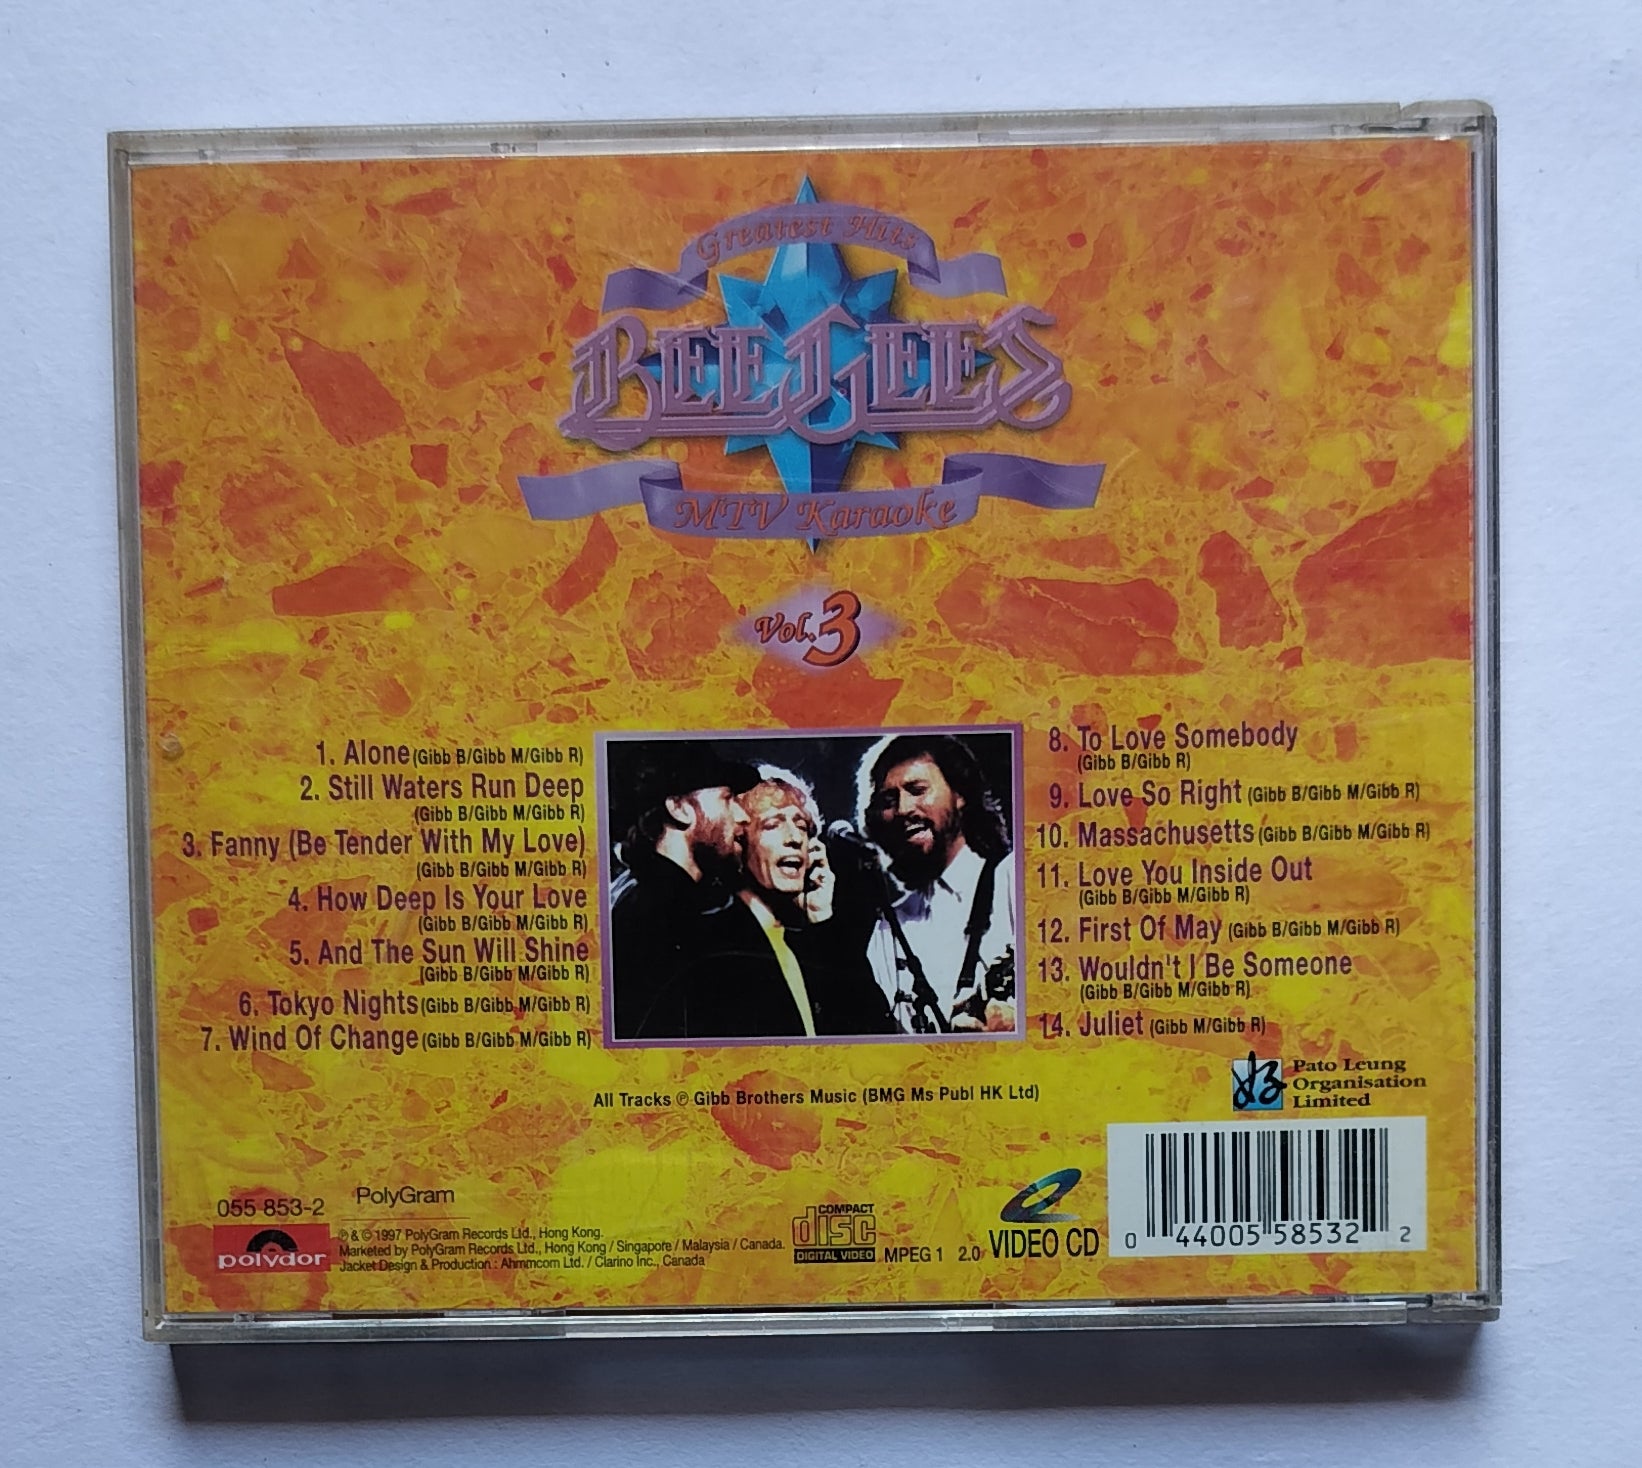 Greatest Hits
BEE GEES
MTV Karaoke
Vol.3
1. Alone (Gibb B/Gibb M/Gibb R)
2. Still Waters Run Deep
(Gibb B/Gibb M/Gibb R)
3. Fanny (Be Tender With My Love)
(Gibb B/Gibb M/Gibb R)
4. How Deep Is Your Love
(Gibb B/Gibb M/Gibb R)
5. And The Sun Will Shine
(Gibb B/Gibb M/Gibb R)
6. Tokyo Nights (Gibb B/Gibb M/Gibb R)
7. Wind Of Change (Gibb B/Gibb M/Gibb R)
8. To Love Somebody
(Gibb B/Gibb R)
9. Love So Right (Gibb B/Gibb M/Gibb R)
10. Massachusetts (Gibb B/Gibb M/Gibb R)
11. Love You Inside Out
(Gibb B/Gibb M/Gibb R)
12. First Of May (Gibb B/Gibb M/Gibb R)
13. Wouldn't I Be Someone
(Gibb B/Gibb M/Gibb R)
14. Juliet (Gibb M/Gibb R)
All Tracks ℗ Gibb Brothers Music (BMG Ms Publ HK Ltd)
Pato Leung
Organisation
Limited
055 853-2 PolyGram
polydor
℗ & © 1997 PolyGram Records Ltd., Hong Kong.
Marketed by PolyGram Records Ltd., Hong Kong / Singapore / Malaysia / Canada.
Jacket Design & Production : Ahmmcom Ltd. / Clarino Inc., Canada
COMPACT
disc
DIGITAL VIDEO
MPEG 1 2.0
VIDEO CD
0 44005 58532 2